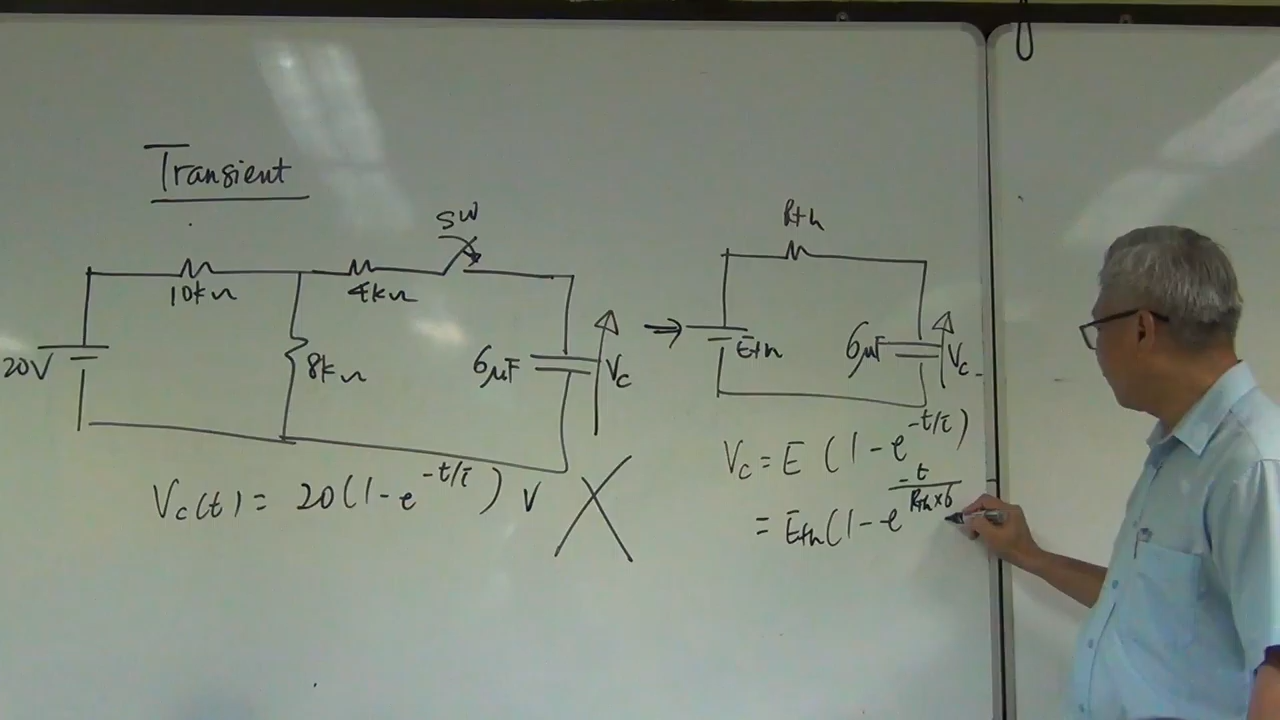 Transient
SW
10kΩ
4kΩ
20V
8kΩ
6μF
Vc
Vc(t) = 20(1-e^-t/τ) V
Rth
Eth
6μF
Vc
Vc = E (1-e^-t/τ)
= Eth(1-e^-t/Rth×6